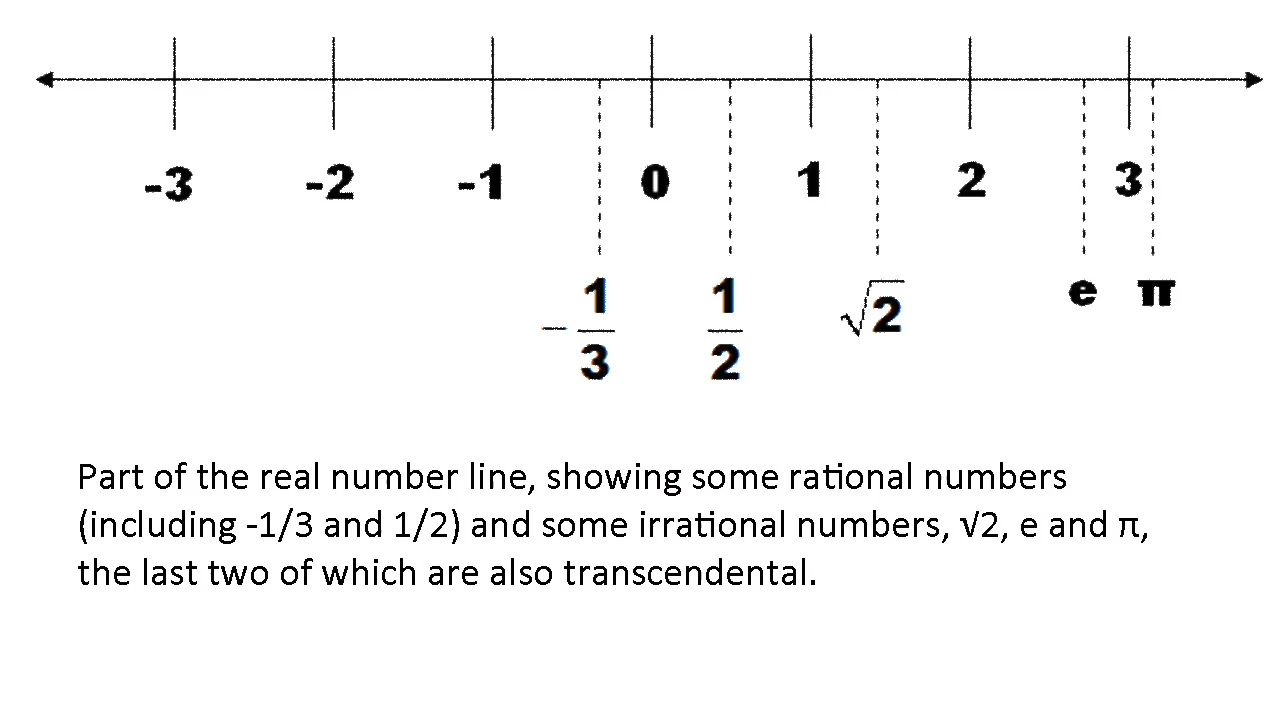 -3 -2 -1 0 1 2 3
-1/3 1/2 √2 e π
Part of the real number line, showing some rational numbers
(including -1/3 and 1/2) and some irrational numbers, √2, e and π,
the last two of which are also transcendental.